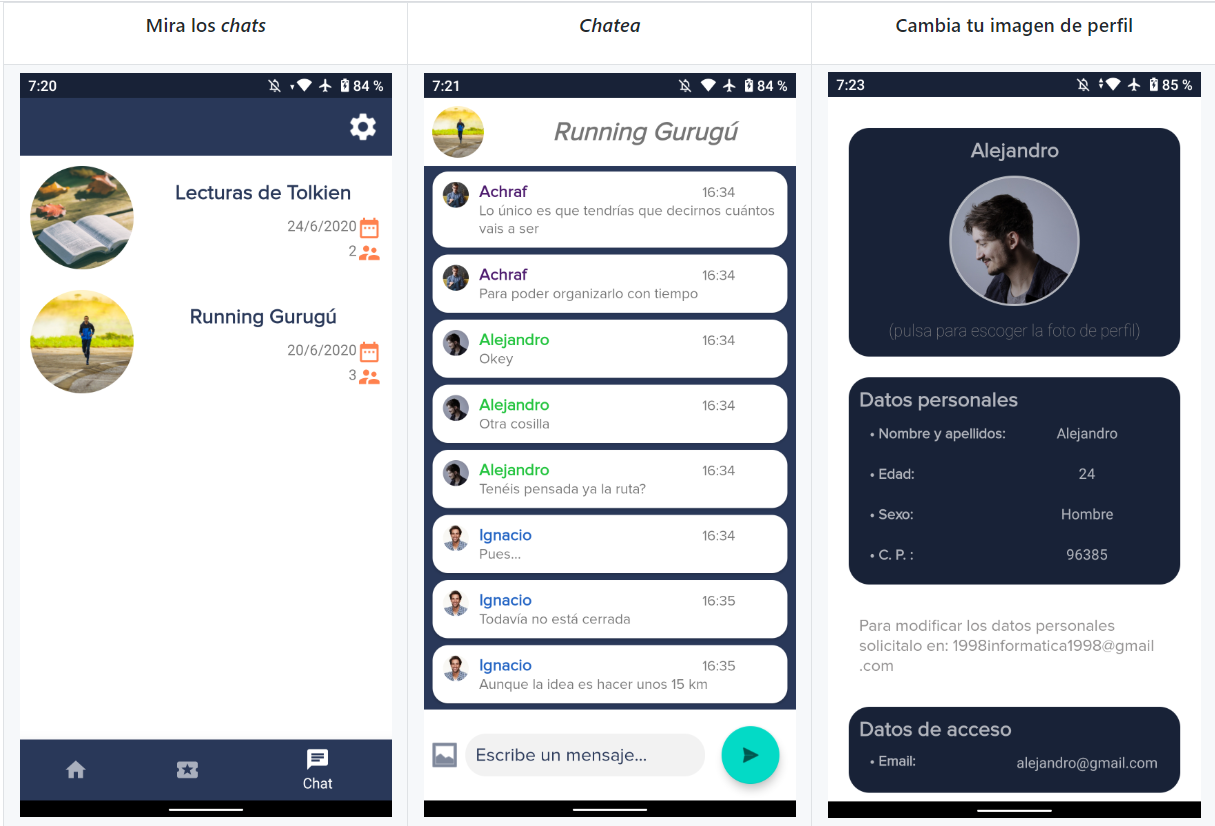 Mira los chats
7:20
84 %
Lecturas de Tolkien
24/6/2020
2
Running Gurugú
20/6/2020
3
Chat
Chatea
7:21
84 %
Running Gurugú
Achraf 16:34
Lo único es que tendrías que decirnos cuántos
vais a ser
Achraf 16:34
Para poder organizarlo con tiempo
Alejandro 16:34
Okey
Alejandro 16:34
Otra cosilla
Alejandro 16:34
Tenéis pensada ya la ruta?
Ignacio 16:34
Pues...
Ignacio 16:35
Todavía no está cerrada
Ignacio 16:35
Aunque la idea es hacer unos 15 km
Escribe un mensaje...
Cambia tu imagen de perfil
7:23
85 %
Alejandro
(pulsa para escoger la foto de perfil)
Datos personales
• Nombre y apellidos: Alejandro
• Edad: 24
• Sexo: Hombre
• C. P. : 96385
Para modificar los datos personales
solicitalo en: 1998informatica1998@gmail
.com
Datos de acceso
• Email: alejandro@gmail.com